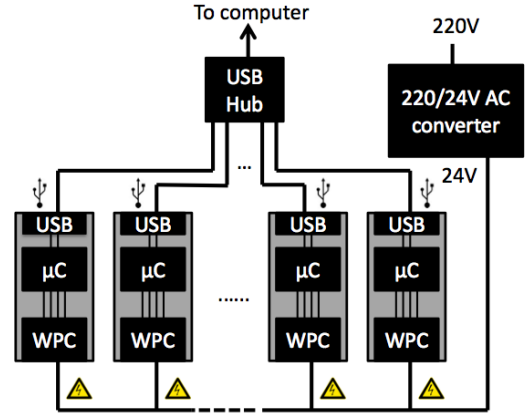 To computer
220V
USB
Hub
220/24V AC
converter
...
24V
USB
USB
USB
USB
µC
µC
......
µC
µC
WPC
WPC
WPC
WPC